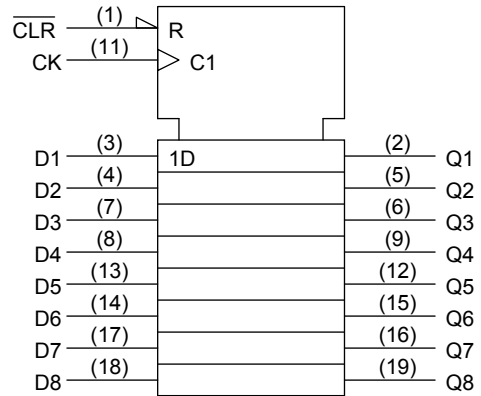 C̅L̅R̅ (1) R
CK (11) C1
D1 (3) 1D (2) Q1
D2 (4) (5) Q2
D3 (7) (6) Q3
D4 (8) (9) Q4
D5 (13) (12) Q5
D6 (14) (15) Q6
D7 (17) (16) Q7
D8 (18) (19) Q8